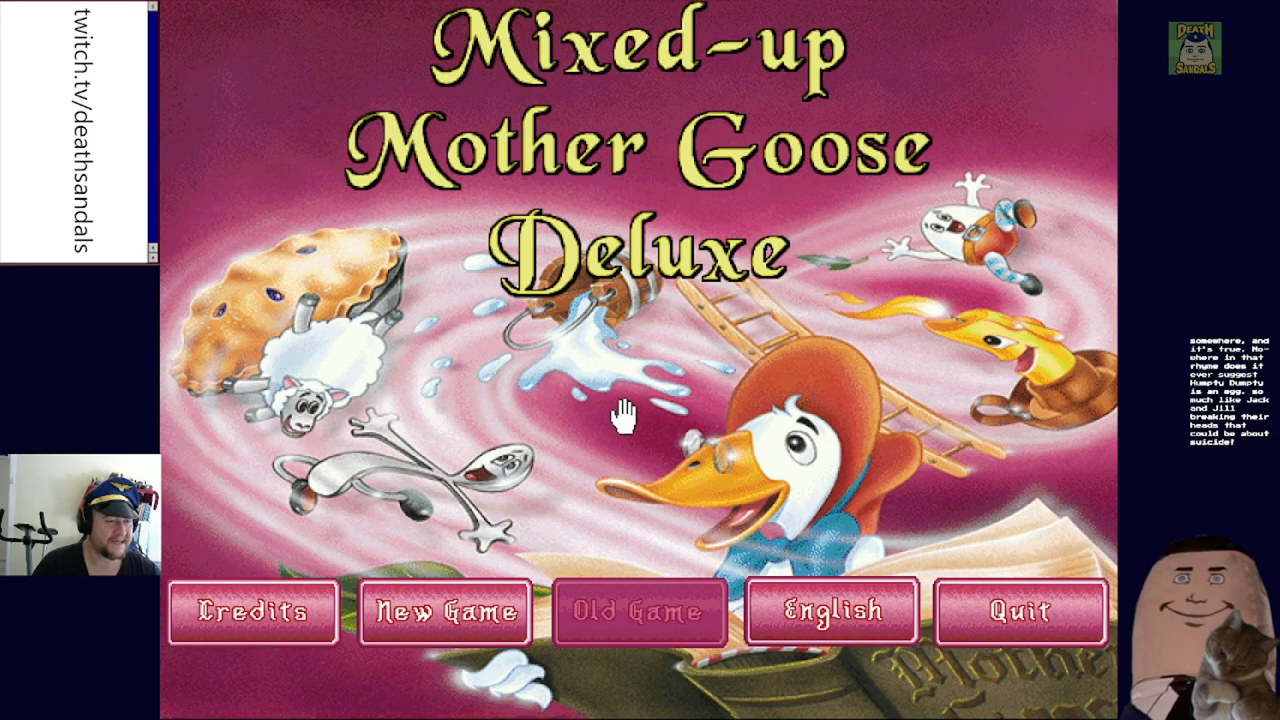 twitch.tv/deathsandals
Mixed-up
Mother Goose
Deluxe
DEATH
SANDALS
somewhere, and
it's true. No-
where in that
rhyme does it
ever suggest
Humpty Dumpty
is an egg. so
much like Jack
and Jill
breaking their
heads that
could be about
suicide?
Credits
New Game
Old Game
English
Quit
Mother